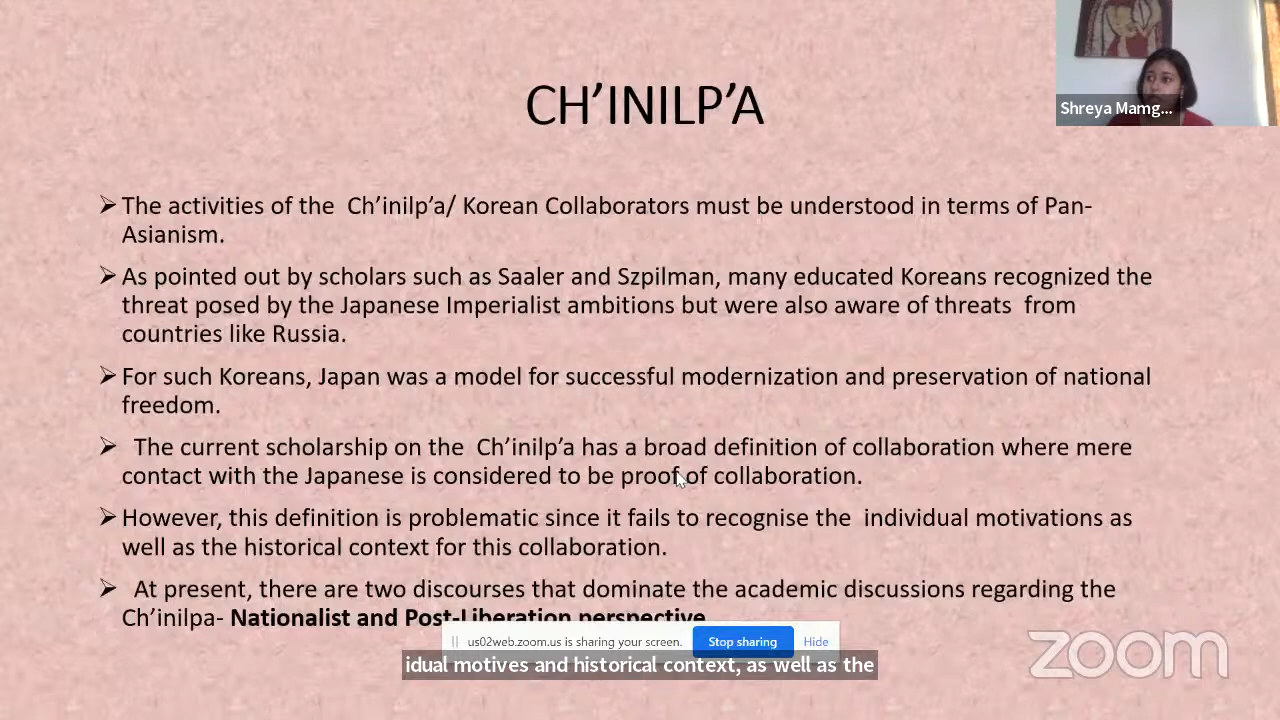 CH’INILP’A
Shreya Mamg...
➢The activities of the  Ch’inilp’a/ Korean Collaborators must be understood in terms of Pan-
Asianism.
➢As pointed out by scholars such as Saaler and Szpilman, many educated Koreans recognized the
threat posed by the Japanese Imperialist ambitions but were also aware of threats  from
countries like Russia.
➢For such Koreans, Japan was a model for successful modernization and preservation of national
freedom.
➢  The current scholarship on the  Ch’inilp’a has a broad definition of collaboration where mere
contact with the Japanese is considered to be proof of collaboration.
➢However, this definition is problematic since it fails to recognise the  individual motivations as
well as the historical context for this collaboration.
➢  At present, there are two discourses that dominate the academic discussions regarding the
Ch’inilpa- Nationalist and Post-Liberation perspective
us02web.zoom.us is sharing your screen. Stop sharing Hide
idual motives and historical context, as well as the
zoom